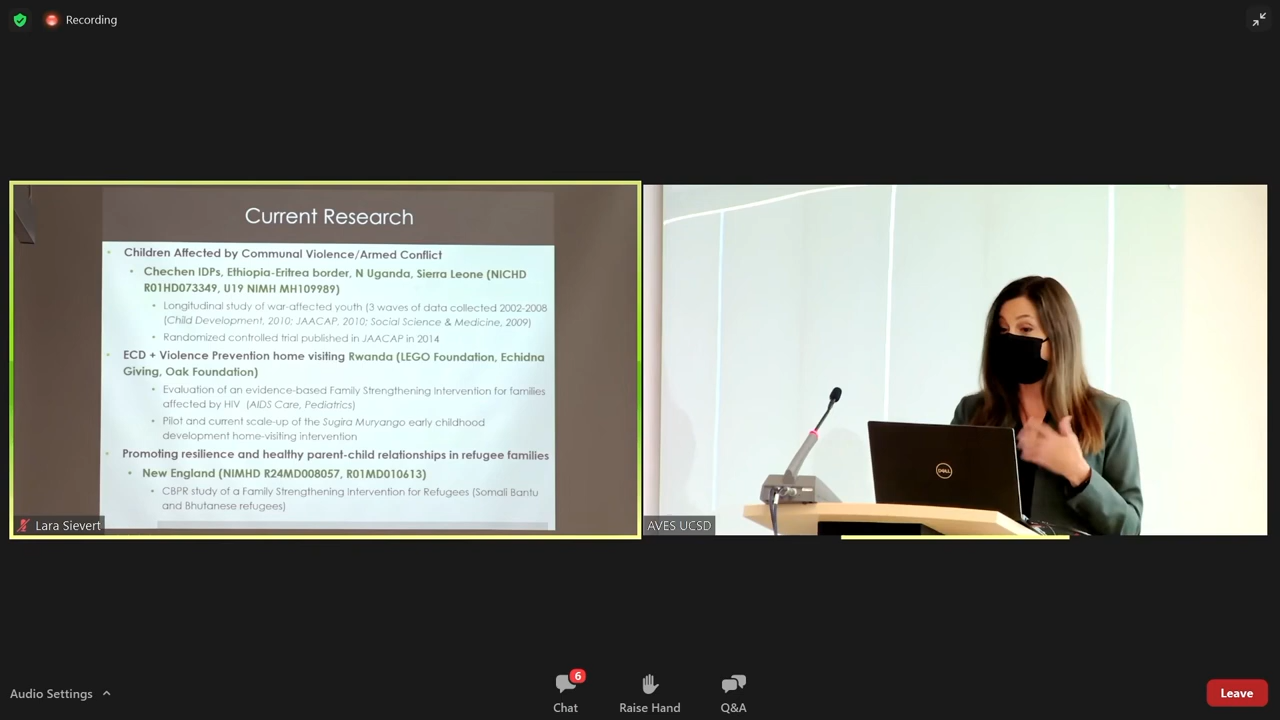 Recording
Current Research
Children Affected by Communal Violence/Armed Conflict
Chechen IDPs, Ethiopia-Eritrea border, N Uganda, Sierra Leone (NICHD
R01HD073349, U19 NIMH MH109989)
Longitudinal study of war-affected youth (3 waves of data collected 2002-2008
(Child Development, 2010; JAACAP, 2010; Social Science & Medicine, 2009)
Randomized controlled trial published in JAACAP in 2014
ECD + Violence Prevention home visiting Rwanda (LEGO Foundation, Echidna
Giving, Oak Foundation)
Evaluation of an evidence-based Family Strengthening Intervention for families
affected by HIV (AIDS Care, Pediatrics)
Pilot and current scale-up of the Sugira Muryango early childhood
development home-visiting intervention
Promoting resilience and healthy parent-child relationships in refugee families
New England (NIMHD R24MD008057, R01MD010613)
CBPR study of a Family Strengthening Intervention for Refugees (Somali Bantu
and Bhutanese refugees)
Lara Sievert
DELL
AVES UCSD
Audio Settings
6
Chat
Raise Hand
Q&A
Leave